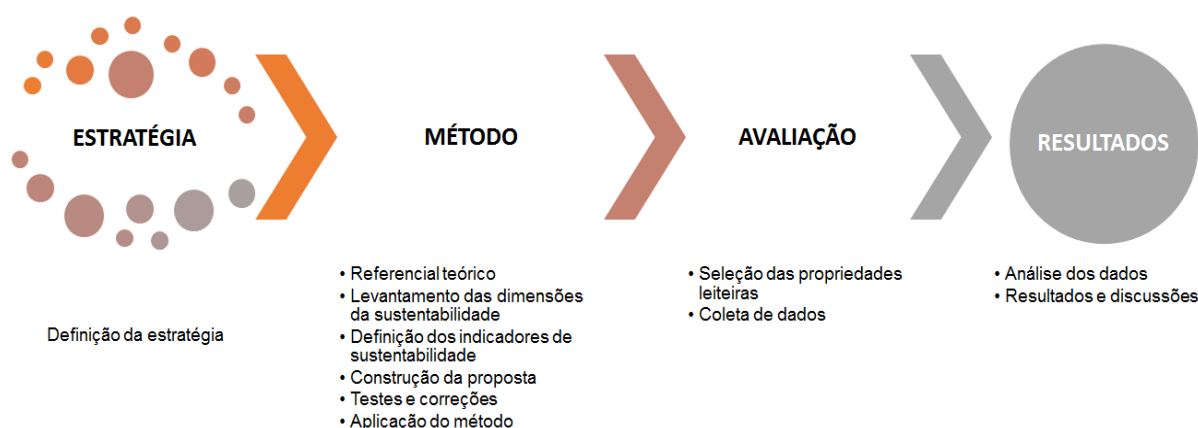 ESTRATÉGIA
Definição da estratégia
MÉTODO
• Referencial teórico
• Levantamento das dimensões
da sustentabilidade
• Definição dos indicadores de
sustentabilidade
• Construção da proposta
• Testes e correções
• Aplicação do método
AVALIAÇÃO
• Seleção das propriedades
leiteiras
• Coleta de dados
RESULTADOS
• Análise dos dados
• Resultados e discussões